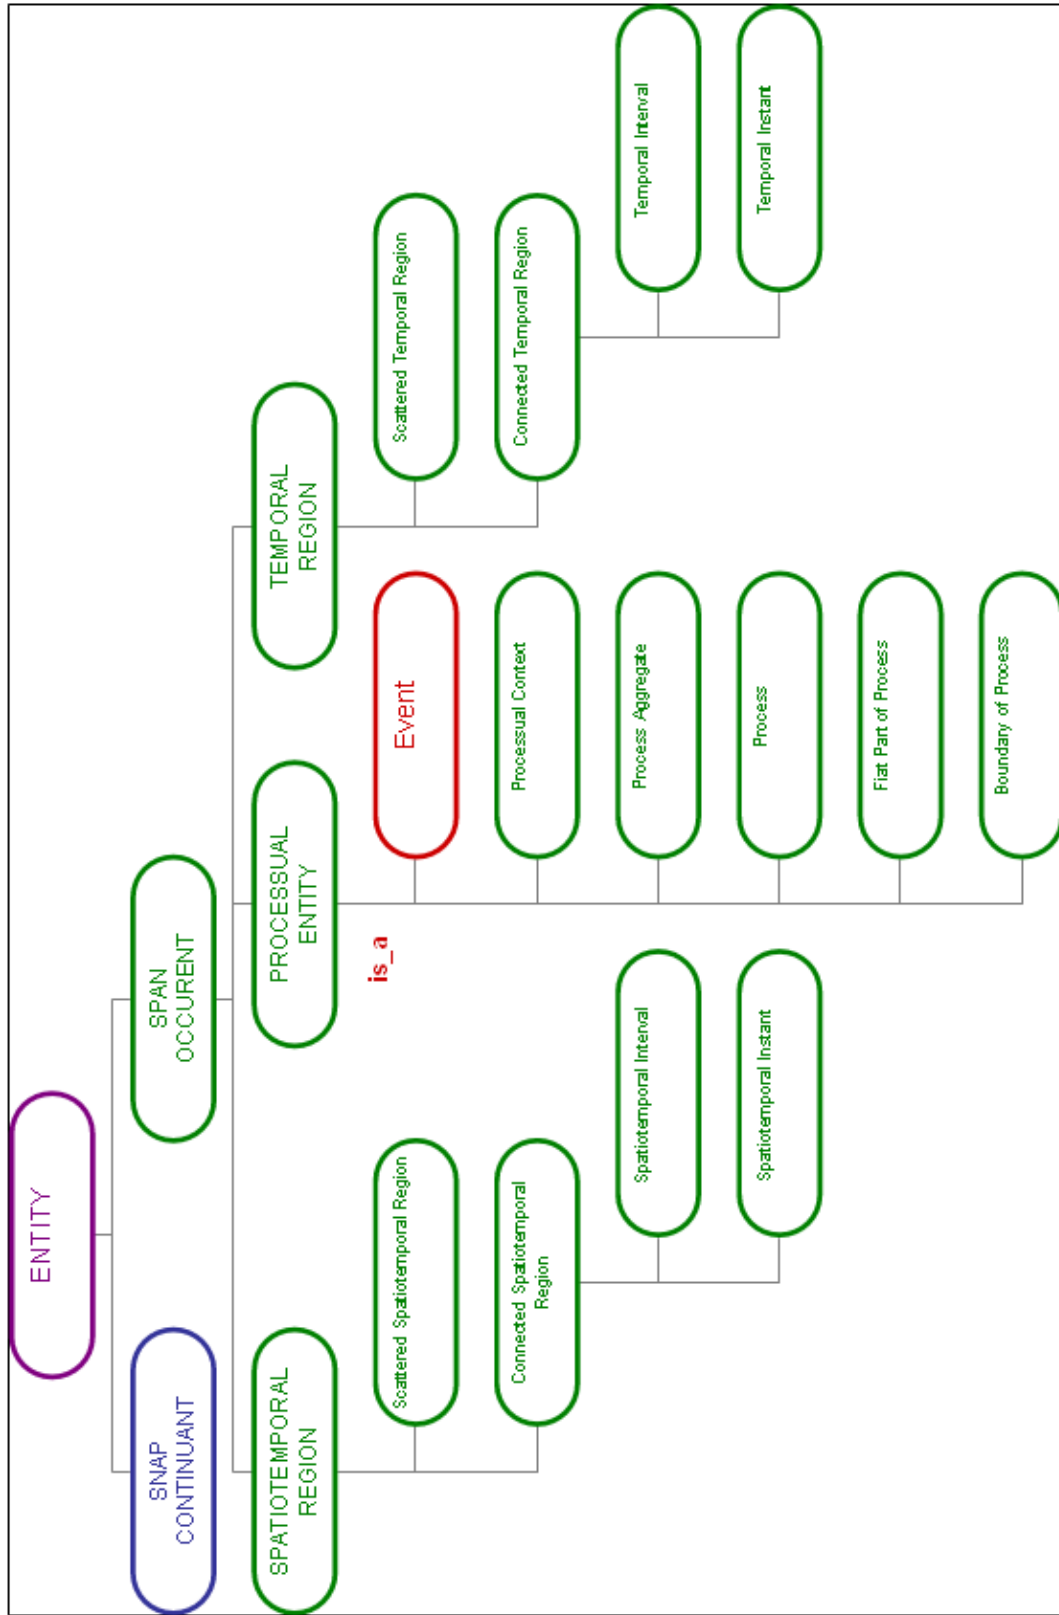 ENTITY
SNAP
CONTINUANT
SPAN
OCCURENT
SPATIOTEMPORAL
REGION
PROCESSUAL
ENTITY
TEMPORAL
REGION
is_a
Scattered Spatiotemporal Region
Event
Scattered Temporal Region
Connected Spatiotemporal
Region
Processual Context
Connected Temporal Region
Spatiotemporal Interval
Process Aggregate
Temporal Interval
Spatiotemporal Instant
Process
Temporal Instant
Fiat Part of Process
Boundary of Process